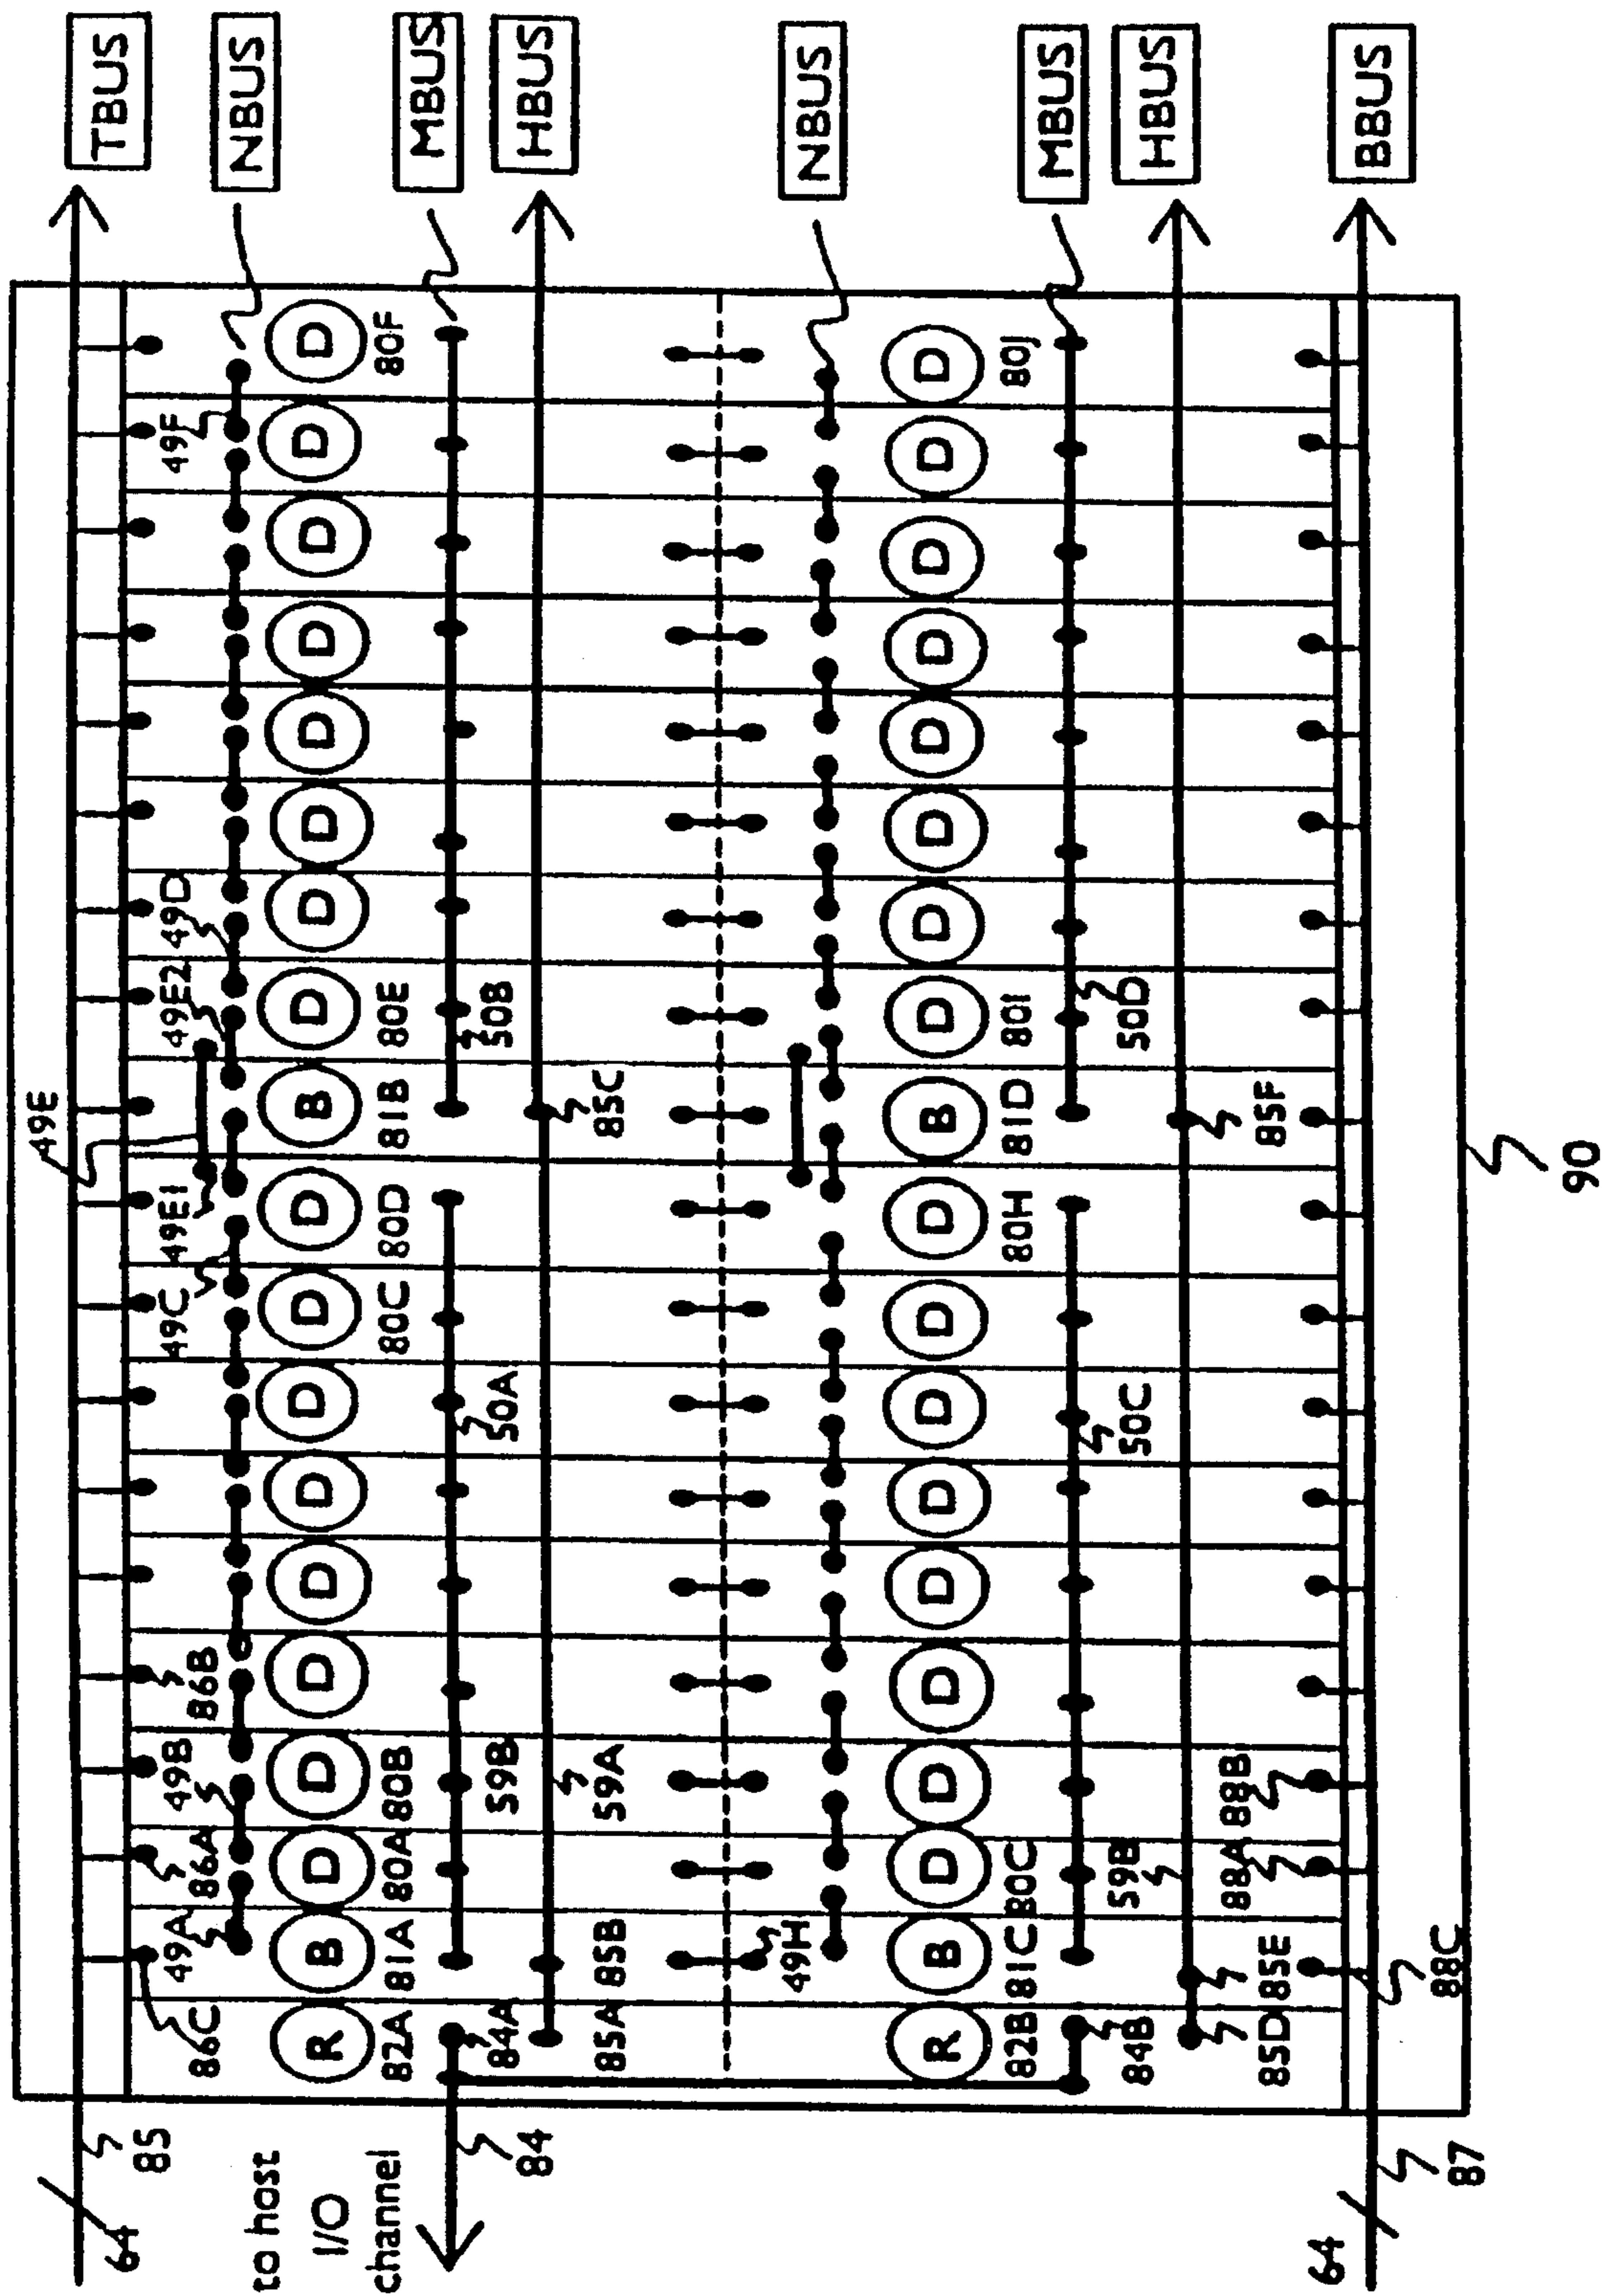 64
85
49E
TBUS
86C
49A
86A
49B
86B
49C
49E1
49E2
49D
49F
NBUS
to host
I/O
channel
R B D D D D D D D D B D D D D D D D D
82A 81A 80A 80B 80C 80D 81B 80E 80F
MBUS
84
84A
59B
50A
50B
HBUS
85A 85B
59A
85C
49H
NBUS
R B D D D D D D D D B D D D D D D D D
82B 81C 80C 80H 81D 80I 80J
MBUS
84B
59B
50C
50D
HBUS
85D 85E
88A 88B
85F
64
87
88C
BBUS
90